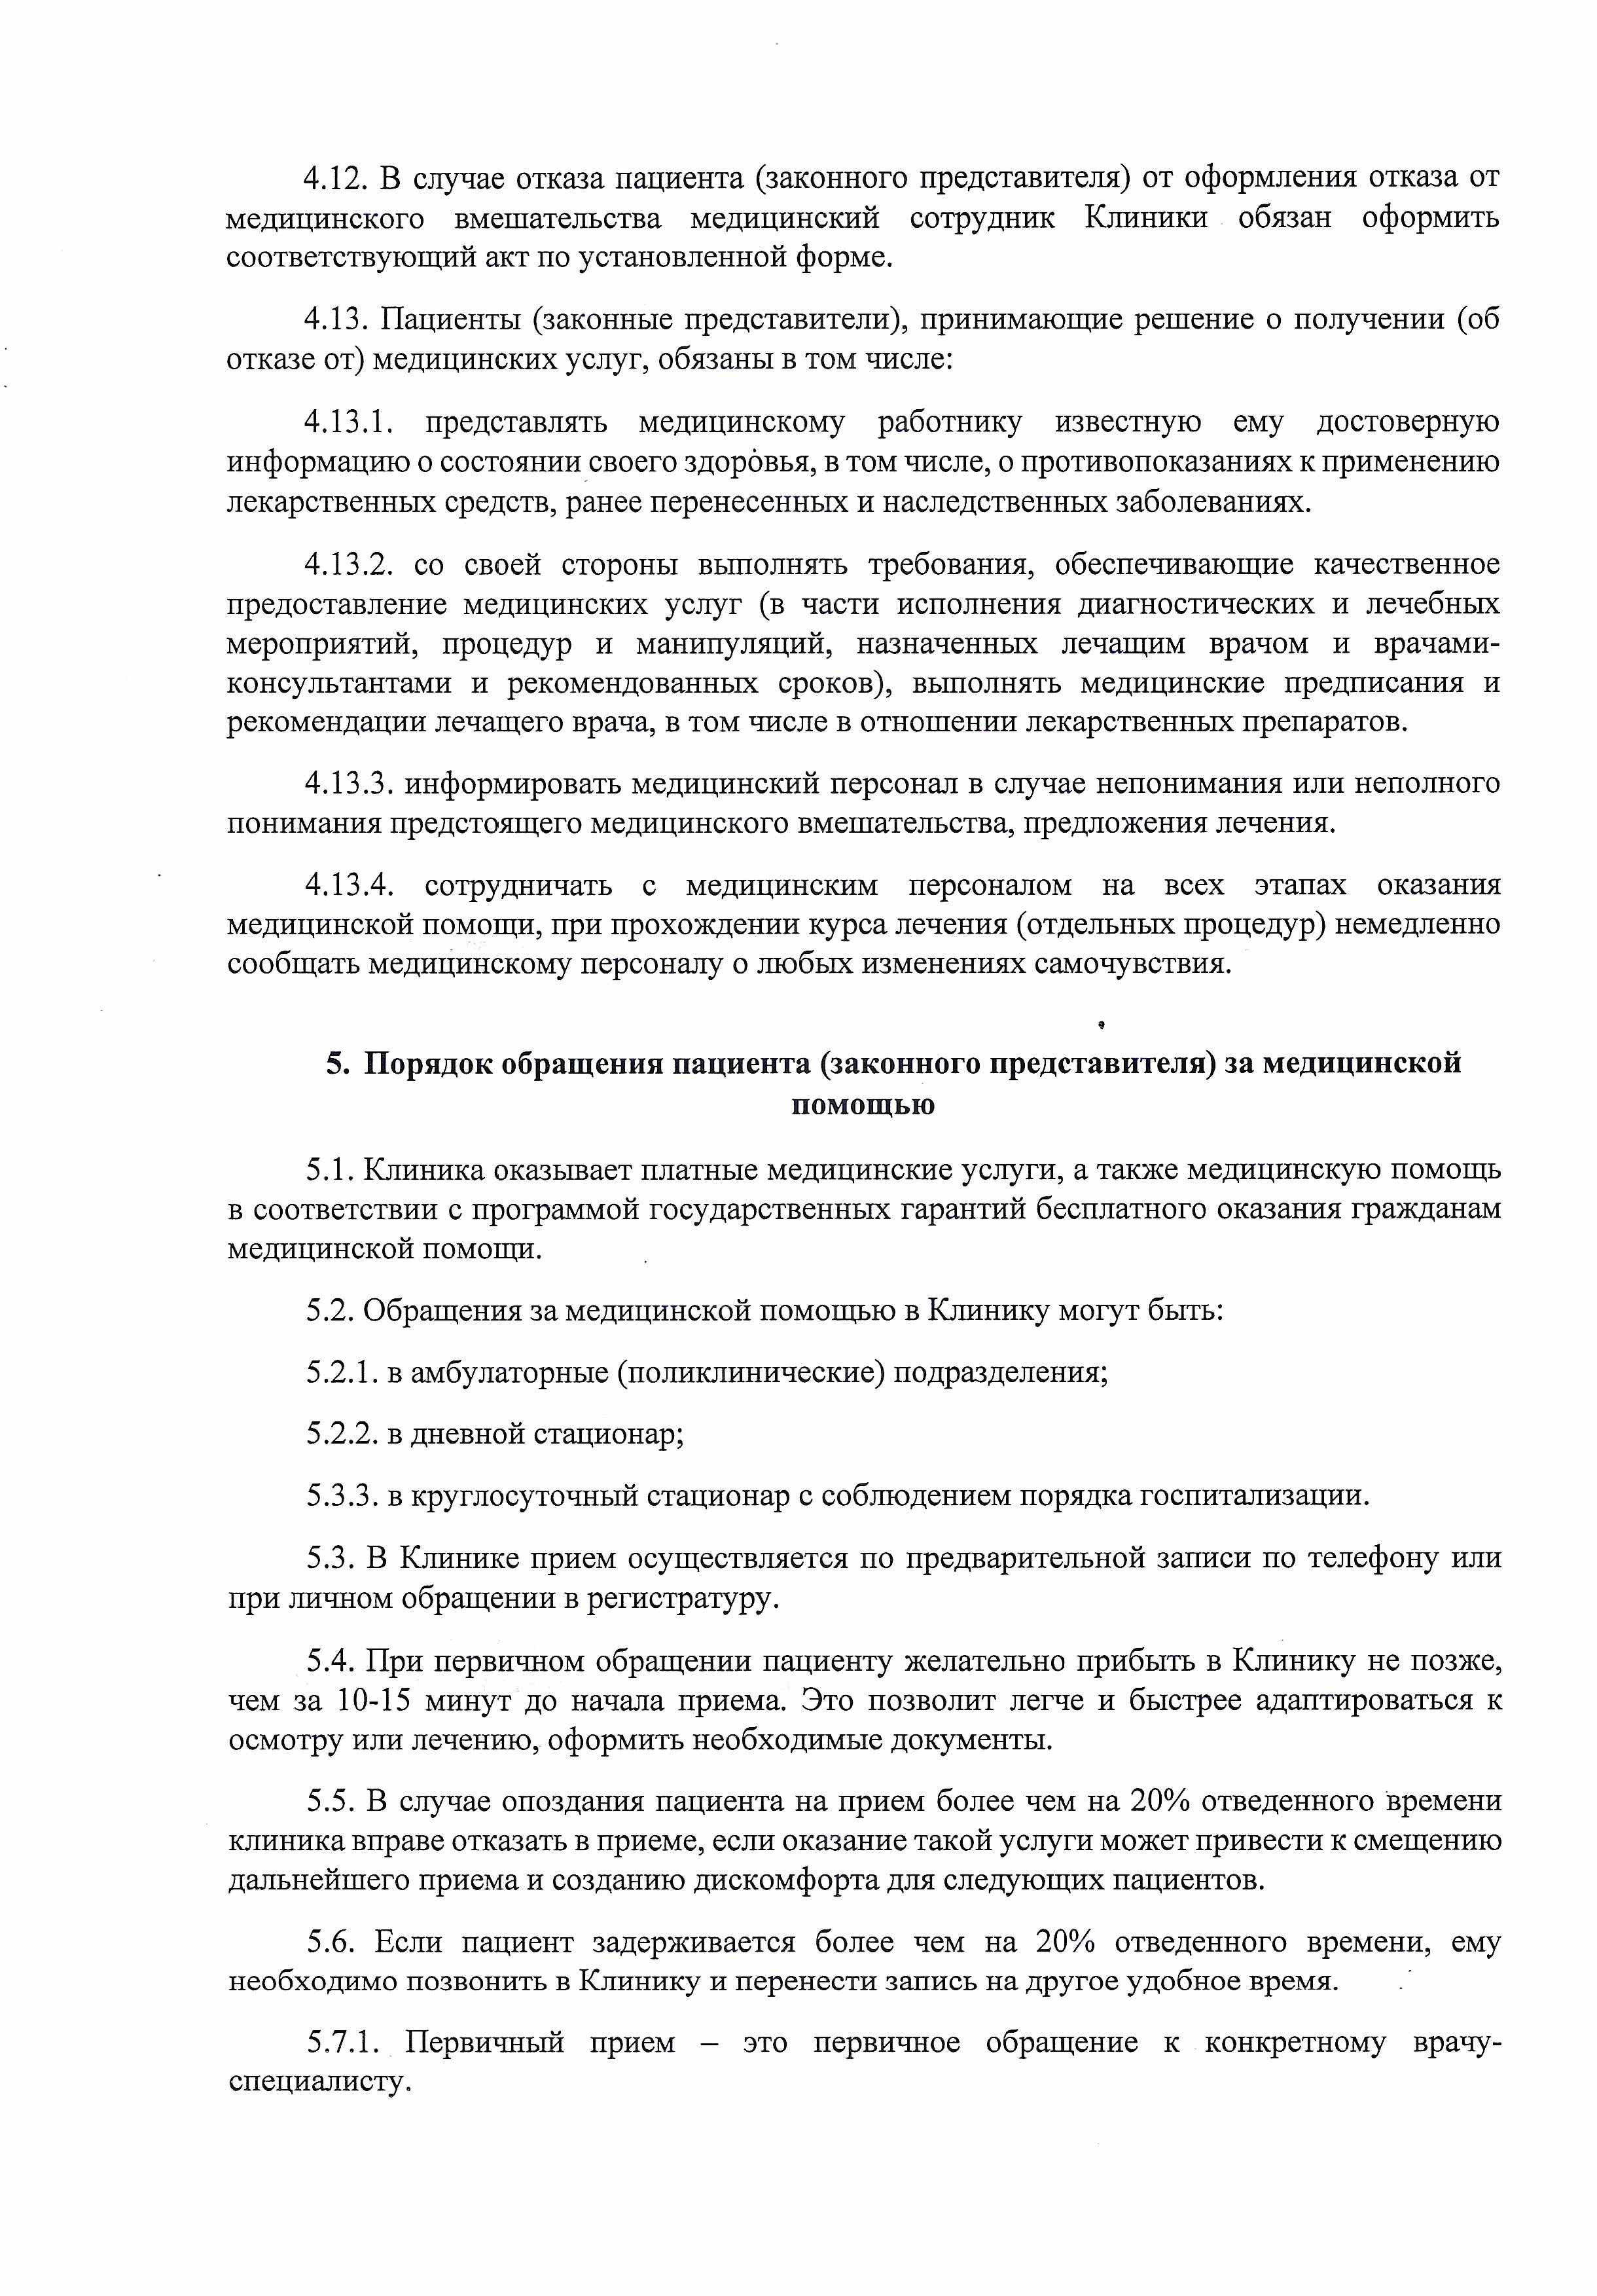 4.12. В случае отказа пациента (законного представителя) от оформления отказа от
медицинского вмешательства медицинский сотрудник Клиники обязан оформить
соответствующий акт по установленной форме.
4.13. Пациенты (законные представители), принимающие решение о получении (об
отказе от) медицинских услуг, обязаны в том числе:
4.13.1. представлять медицинскому работнику известную ему достоверную
информацию о состоянии своего здоровья, в том числе, о противопоказаниях к применению
лекарственных средств, ранее перенесенных и наследственных заболеваниях.
4.13.2. со своей стороны выполнять требования, обеспечивающие качественное
предоставление медицинских услуг (в части исполнения диагностических и лечебных
мероприятий, процедур и манипуляций, назначенных лечащим врачом и врачами-
консультантами и рекомендованных сроков), выполнять медицинские предписания и
рекомендации лечащего врача, в том числе в отношении лекарственных препаратов.
4.13.3. информировать медицинский персонал в случае непонимания или неполного
понимания предстоящего медицинского вмешательства, предложения лечения.
4.13.4. сотрудничать с медицинским персоналом на всех этапах оказания
медицинской помощи, при прохождении курса лечения (отдельных процедур) немедленно
сообщать медицинскому персоналу о любых изменениях самочувствия.
5. Порядок обращения пациента (законного представителя) за медицинской
помощью
5.1. Клиника оказывает платные медицинские услуги, а также медицинскую помощь
в соответствии с программой государственных гарантий бесплатного оказания гражданам
медицинской помощи.
5.2. Обращения за медицинской помощью в Клинику могут быть:
5.2.1. в амбулаторные (поликлинические) подразделения;
5.2.2. в дневной стационар;
5.3.3. в круглосуточный стационар с соблюдением порядка госпитализации.
5.3. В Клинике прием осуществляется по предварительной записи по телефону или
при личном обращении в регистратуру.
5.4. При первичном обращении пациенту желательно прибыть в Клинику не позже,
чем за 10-15 минут до начала приема. Это позволит легче и быстрее адаптироваться к
осмотру или лечению, оформить необходимые документы.
5.5. В случае опоздания пациента на прием более чем на 20% отведенного времени
клиника вправе отказать в приеме, если оказание такой услуги может привести к смещению
дальнейшего приема и созданию дискомфорта для следующих пациентов.
5.6. Если пациент задерживается более чем на 20% отведенного времени, ему
необходимо позвонить в Клинику и перенести запись на другое удобное время.
5.7.1. Первичный прием – это первичное обращение к конкретному врачу-
специалисту.